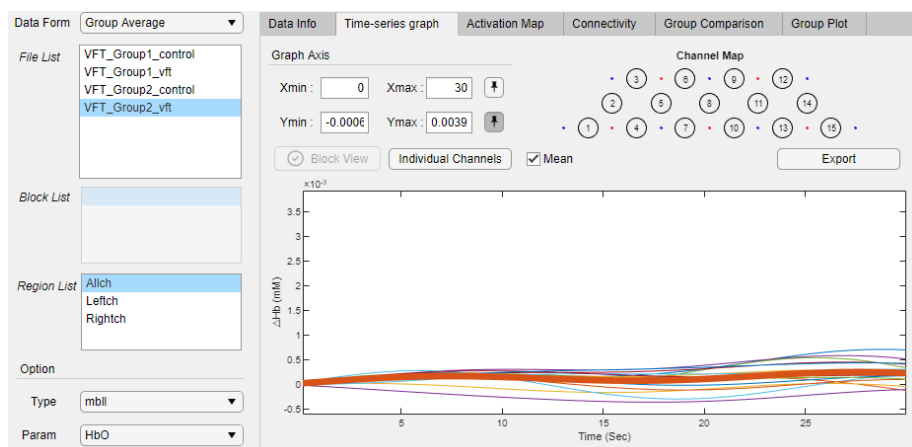 Data Form Group Average
File List
VFT_Group1_control
VFT_Group1_vft
VFT_Group2_control
VFT_Group2_vft
Block List
Region List
Allch
Leftch
Rightch
Option
Type mbll
Param HbO
Data Info Time-series graph Activation Map Connectivity Group Comparison Group Plot
Graph Axis
Xmin : 0 Xmax : 30
Ymin : -0.0006 Ymax : 0.0039
Channel Map
3 6 9 12
2 5 8 11 14
1 4 7 10 13 15
Block View Individual Channels Mean Export
×10⁻³
3.5
3
2.5
2
1.5
1
0.5
0
-0.5
△Hb (mM)
5 10 15 20 25
Time (Sec)